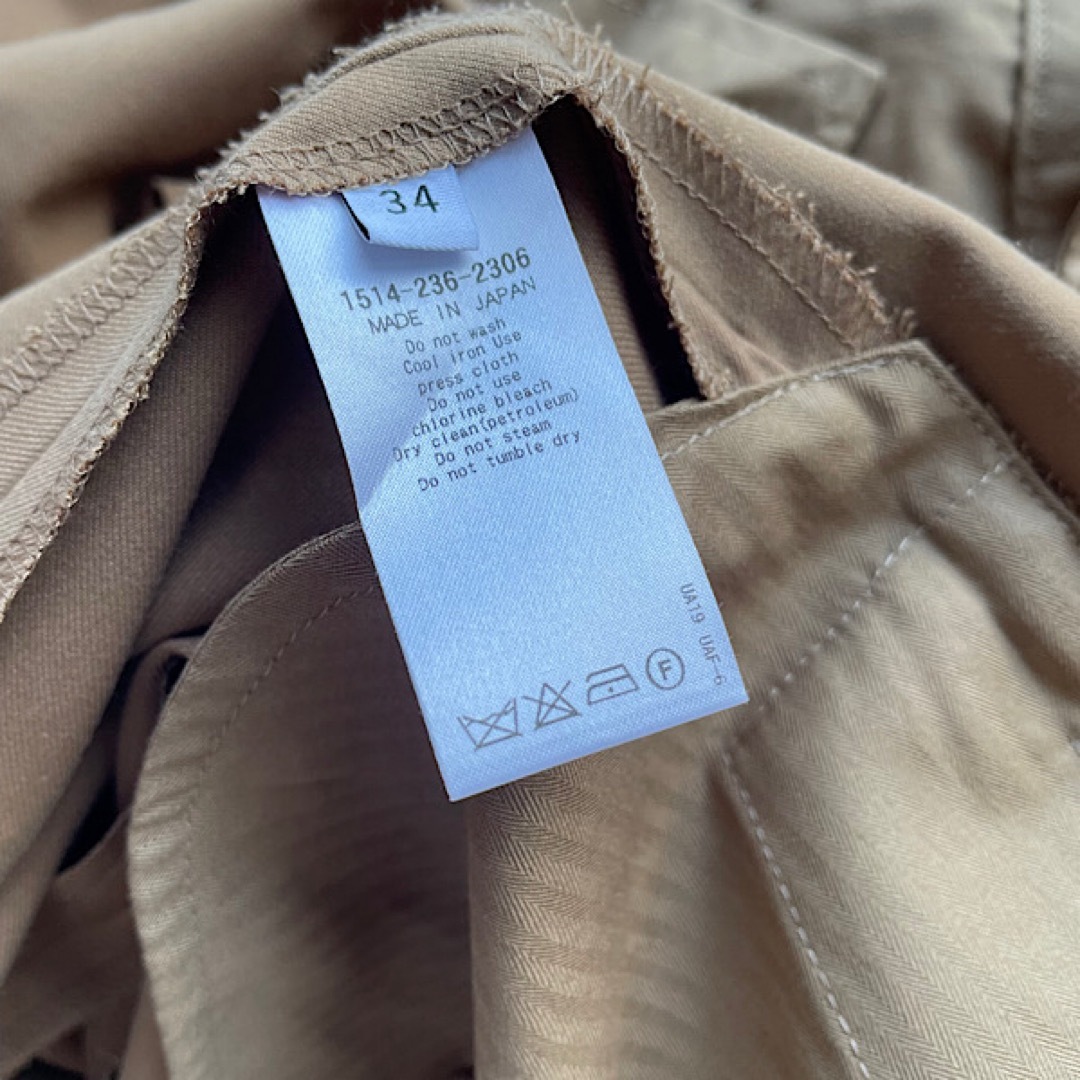 34
1514-236-2306
MADE IN JAPAN
Do not wash
Cool iron Use
press cloth
Do not use
chlorine bleach
Dry clean(petroleum)
Do not steam
Do not tumble dry
UA19 UAF-6
F